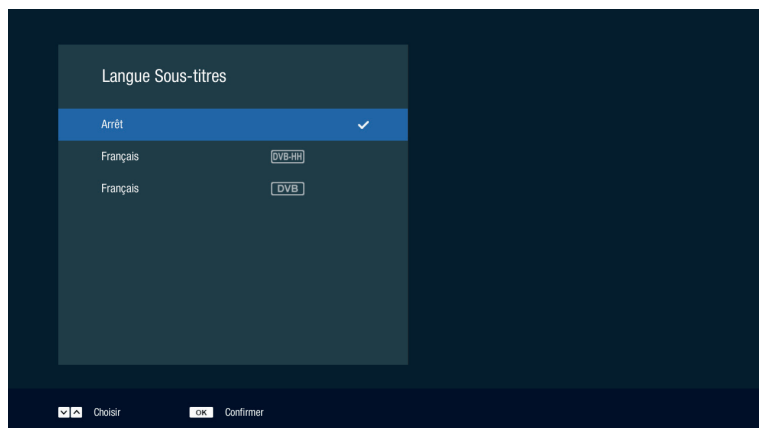 Langue Sous-titres
Arrêt
Français DVB-HH
Français DVB
Choisir OK Confirmer